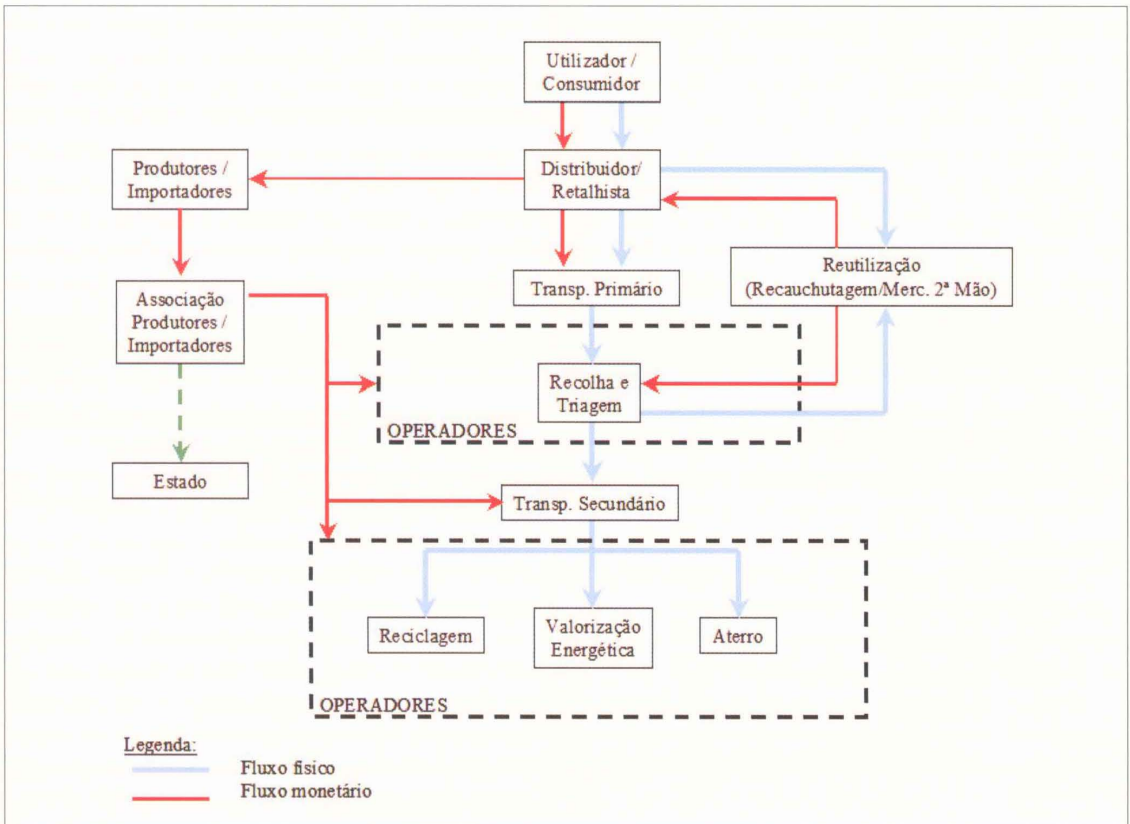 Utilizador /
Consumidor
Produtores /
Importadores
Distribuidor/
Retalhista
Associação
Produtores /
Importadores
Transp. Primário
Reutilização
(Recauchutagem/Merc. 2ª Mão)
Recolha e
Triagem
OPERADORES
Estado
Transp. Secundário
Reciclagem
Valorização
Energética
Aterro
OPERADORES
Legenda:
Fluxo físico
Fluxo monetário